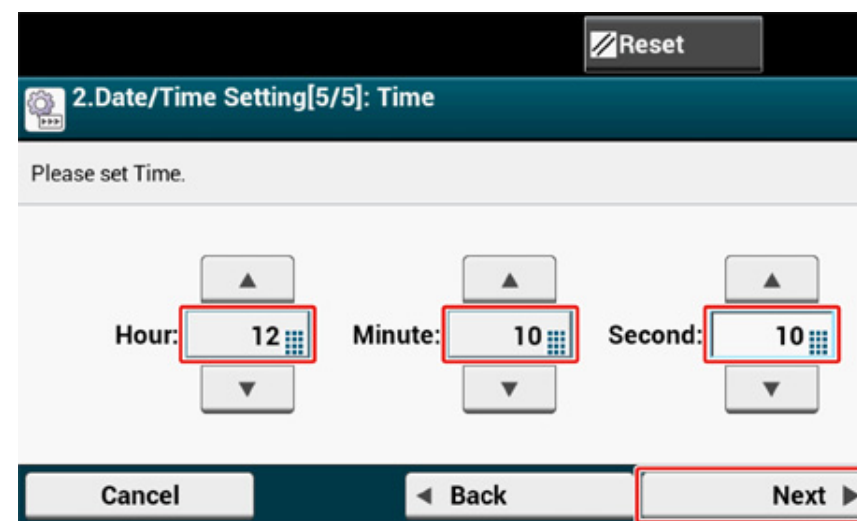 Reset
2.Date/Time Setting[5/5]: Time
Please set Time.
Hour: 12 Minute: 10 Second: 10
Cancel Back Next